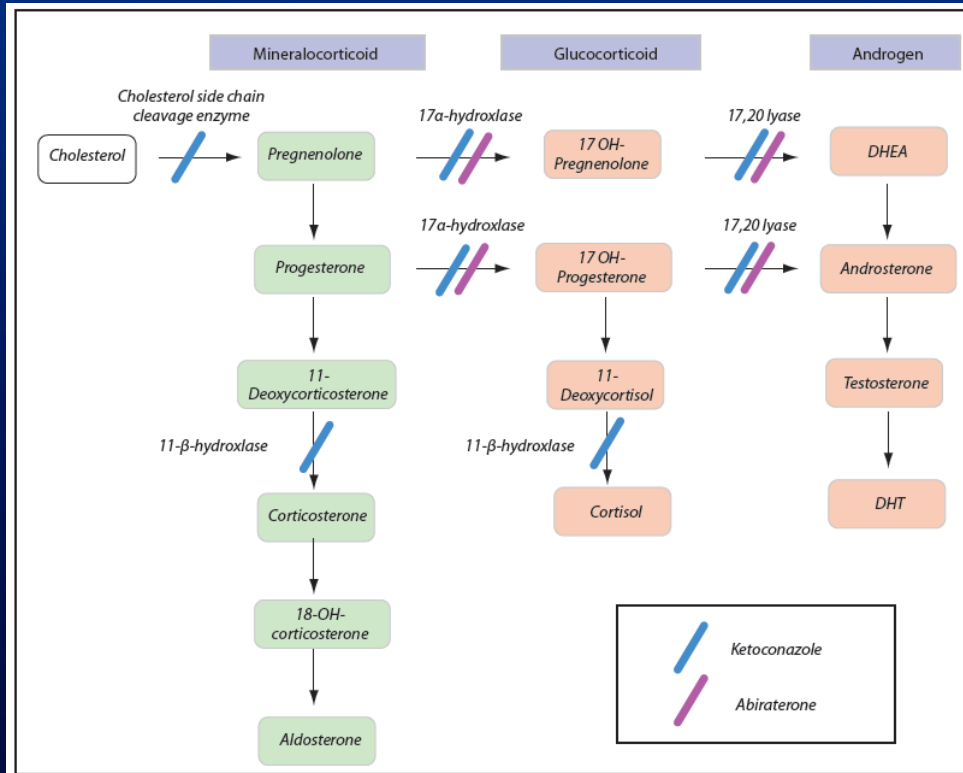 Mineralocorticoid
Glucocorticoid
Androgen
Cholesterol side chain
cleavage enzyme
17α-hydroxlase
17,20 lyase
Cholesterol
Pregnenolone
17 OH-
Pregnenolone
DHEA
17α-hydroxlase
17,20 lyase
Progesterone
17 OH-
Progesterone
Androsterone
11-
Deoxycorticosterone
11-
Deoxycortisol
Testosterone
11-β-hydroxlase
11-β-hydroxlase
Corticosterone
Cortisol
DHT
18-OH-
corticosterone
Aldosterone
Ketoconazole
Abiraterone